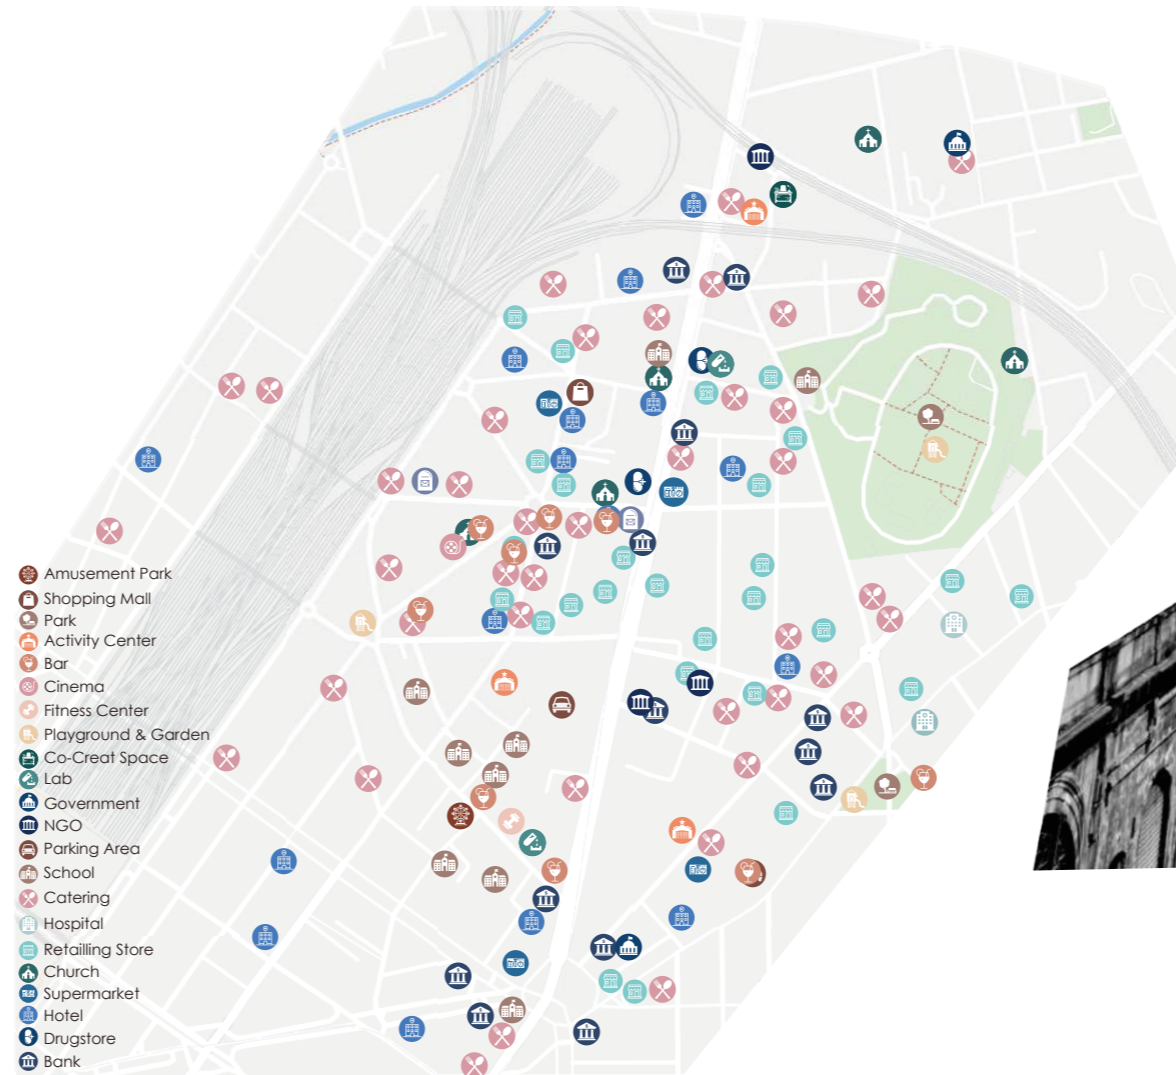 Amusement Park
Shopping Mall
Park
Activity Center
Bar
Cinema
Fitness Center
Playground & Garden
Co-Creat Space
Lab
Government
NGO
Parking Area
School
Catering
Hospital
Retailling Store
Church
Supermarket
Hotel
Drugstore
Bank